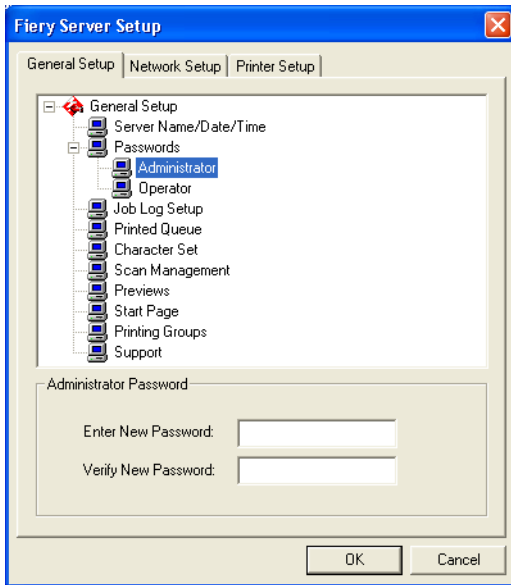 Fiery Server Setup
General Setup Network Setup Printer Setup
General Setup
Server Name/Date/Time
Passwords
Administrator
Operator
Job Log Setup
Printed Queue
Character Set
Scan Management
Previews
Start Page
Printing Groups
Support
Administrator Password
Enter New Password:
Verify New Password:
OK Cancel